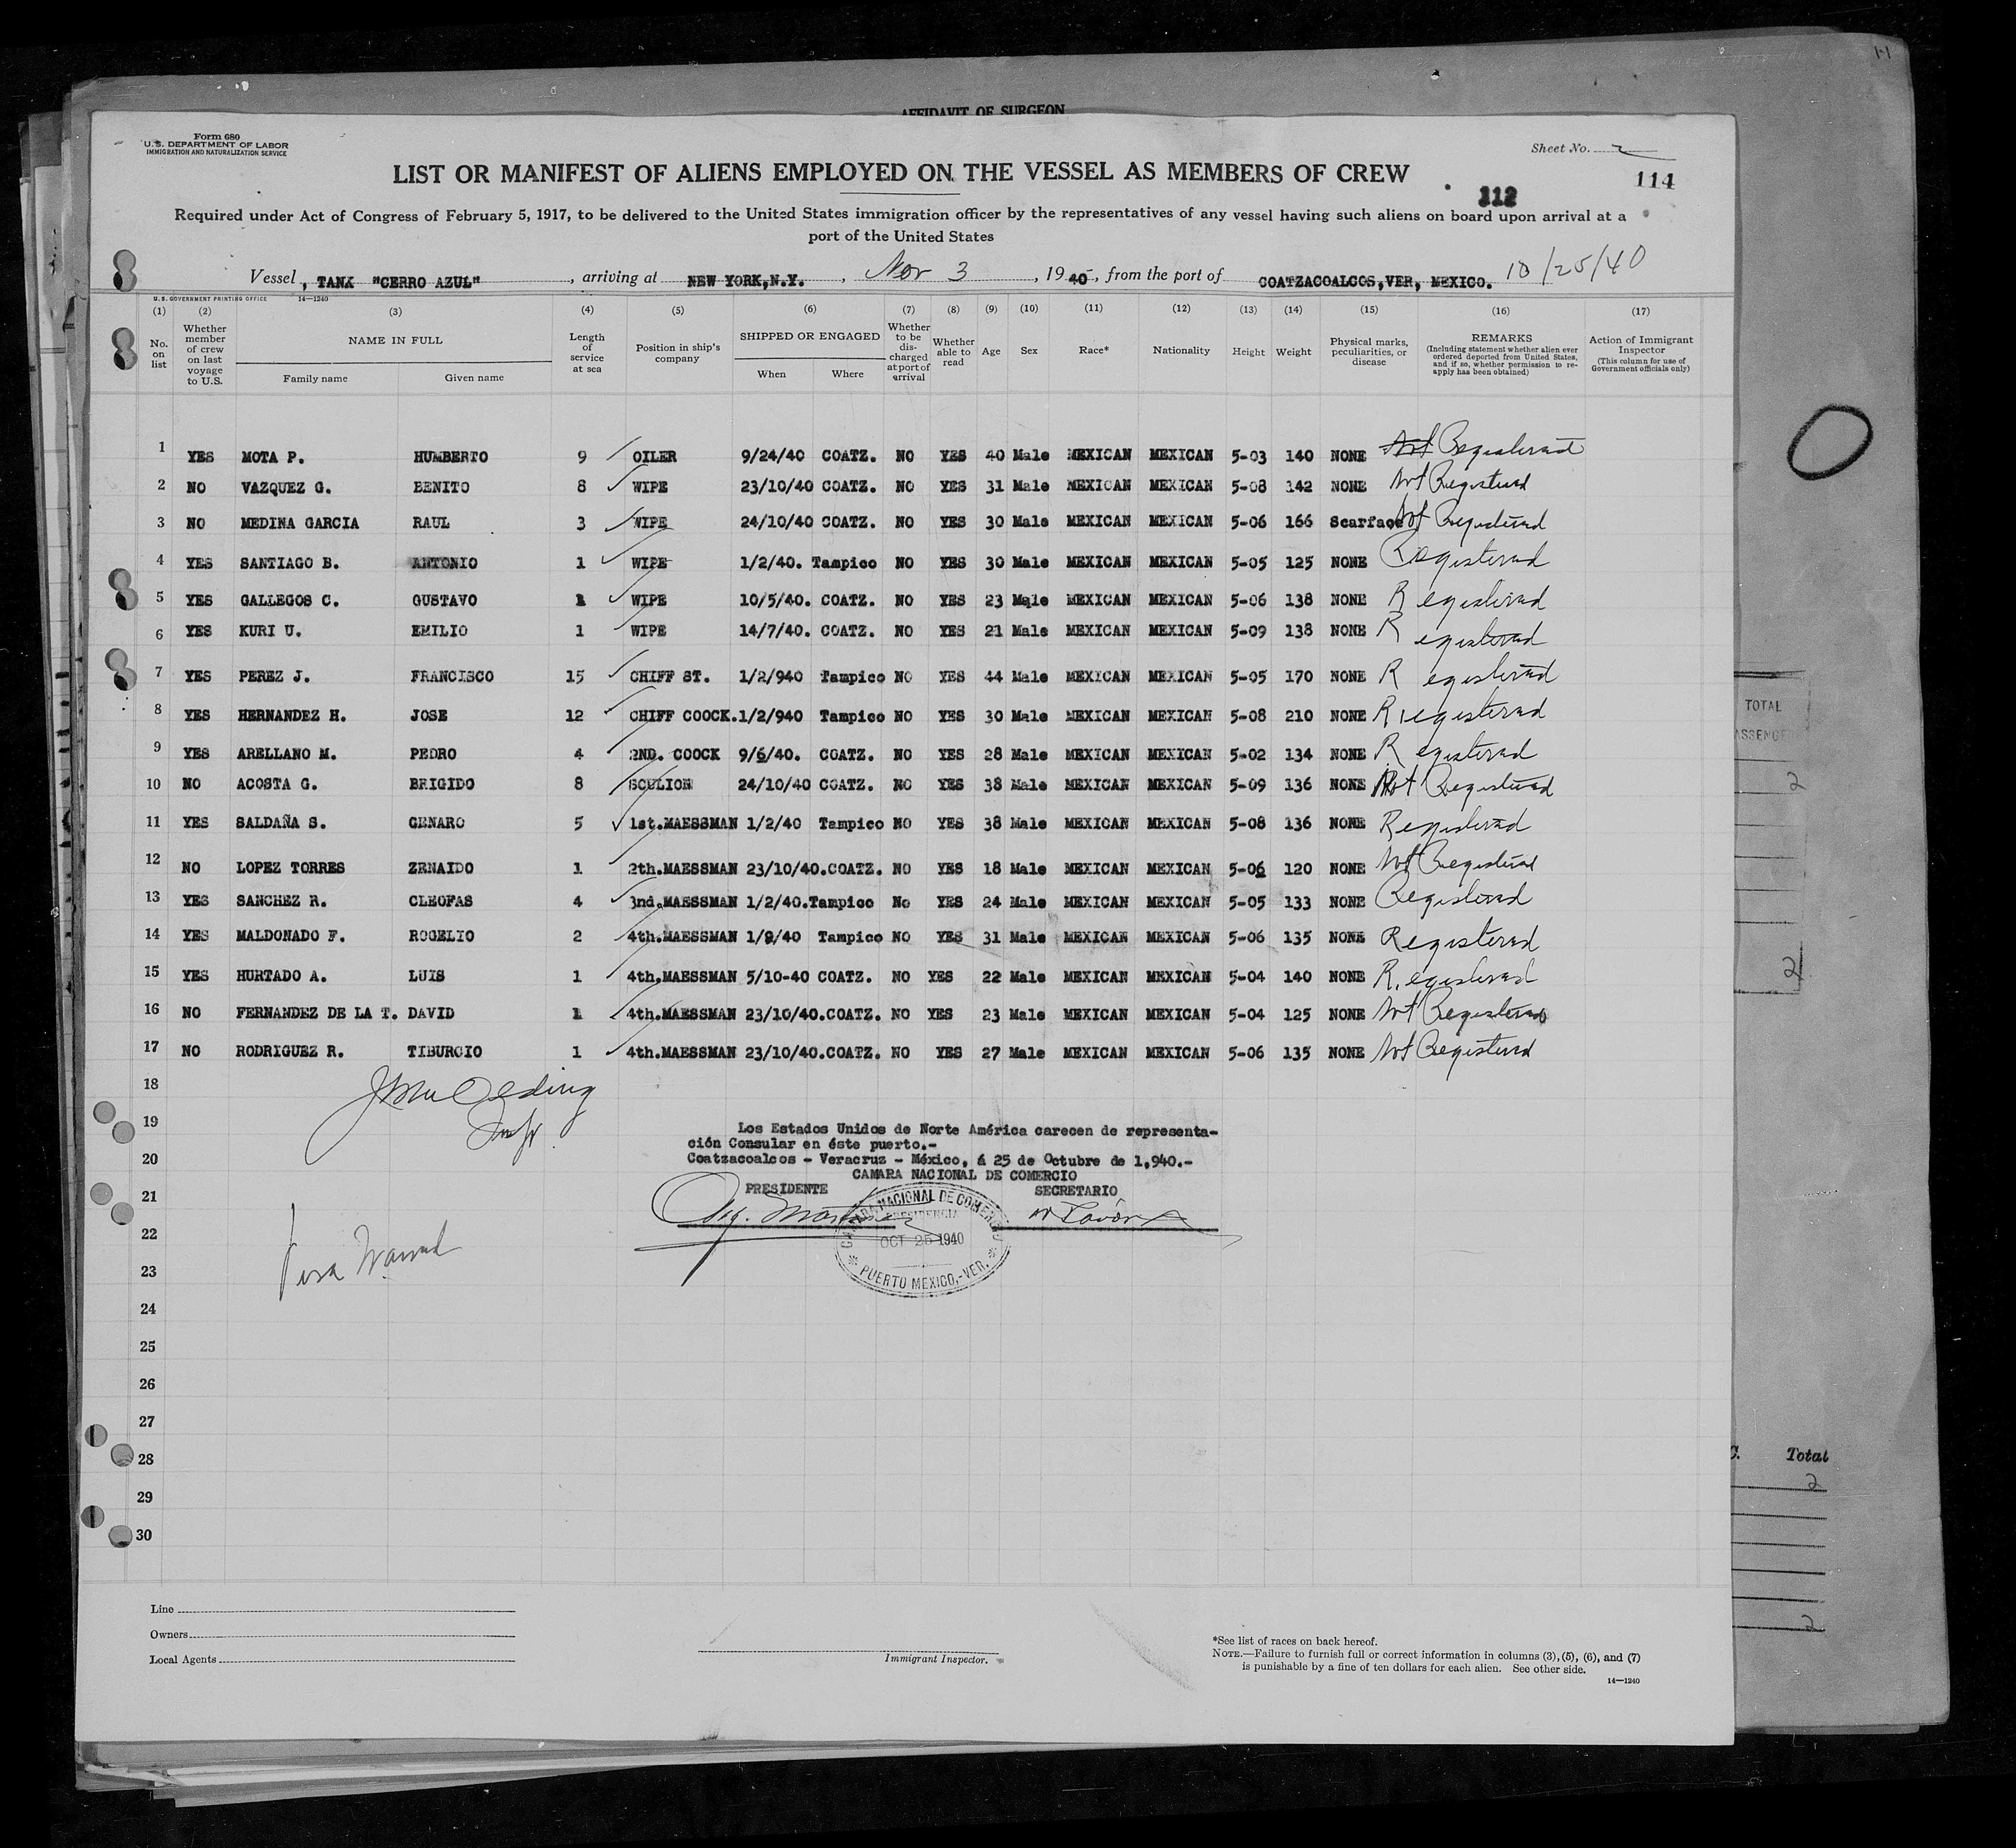 AFFIDAVIT OF SURGEON
Form 680
U. S. DEPARTMENT OF LABOR
IMMIGRATION AND NATURALIZATION SERVICE
Sheet No. 2
LIST OR MANIFEST OF ALIENS EMPLOYED ON THE VESSEL AS MEMBERS OF CREW
112
114
Required under Act of Congress of February 5, 1917, to be delivered to the United States immigration officer by the representatives of any vessel having such aliens on board upon arrival at a
port of the United States
Vessel, TANK "CERRO AZUL", arriving at NEW YORK,N.Y., Nov 3, 1940, from the port of COATZACOALCOS,VER, MEXICO. 10/25/40
U. S. GOVERNMENT PRINTING OFFICE 14—1240
(1) (2) (3) (4) (5) (6) (7) (8) (9) (10) (11) (12) (13) (14) (15) (16) (17)
No. on list
Whether member of crew on last voyage to U.S.
NAME IN FULL
Family name
Given name
Length of service at sea
Position in ship's company
SHIPPED OR ENGAGED
When
Where
Whether to be discharged at port of arrival
Whether able to read
Age
Sex
Race*
Nationality
Height
Weight
Physical marks, peculiarities, or disease
REMARKS
(Including statement whether alien ever ordered deported from United States, and if so, whether permission to re-apply has been obtained)
Action of Immigrant Inspector
(This column for use of Government officials only)
1 YES MOTA P. HUMBERTO 9 OILER 9/24/40 COATZ. NO YES 40 Male MEXICAN MEXICAN 5-03 140 NONE Not Registered
2 NO VAZQUEZ G. BENITO 8 WIPE 23/10/40 COATZ. NO YES 31 Male MEXICAN MEXICAN 5-08 142 NONE Not Registered
3 NO MEDINA GARCIA RAUL 3 WIPE 24/10/40 COATZ. NO YES 30 Male MEXICAN MEXICAN 5-06 166 Scarface Not Registered
4 YES SANTIAGO B. ANTONIO 1 WIPE 1/2/40. Tampico NO YES 30 Male MEXICAN MEXICAN 5-05 125 NONE Registered
5 YES GALLEGOS C. GUSTAVO 1 WIPE 10/5/40. COATZ. NO YES 23 Male MEXICAN MEXICAN 5-06 138 NONE Registered
6 YES KURI U. EMILIO 1 WIPE 14/7/40. COATZ. NO YES 21 Male MEXICAN MEXICAN 5-09 138 NONE Registered
7 YES PEREZ J. FRANCISCO 15 CHIFF ST. 1/2/940 Tampico NO YES 44 Male MEXICAN MEXICAN 5-05 170 NONE Registered
8 YES HERNANDEZ H. JOSE 12 CHIFF COOCK. 1/2/940 Tampico NO YES 30 Male MEXICAN MEXICAN 5-08 210 NONE Registered
9 YES ARELLANO M. PEDRO 4 2ND. COOCK 9/6/40. COATZ. NO YES 28 Male MEXICAN MEXICAN 5-02 134 NONE Registered
10 NO ACOSTA G. BRIGIDO 8 SCULION 24/10/40 COATZ. NO YES 38 Male MEXICAN MEXICAN 5-09 136 NONE Not Registered
11 YES SALDAÑA S. GENARO 5 1st.MAESSMAN 1/2/40 Tampico NO YES 38 Male MEXICAN MEXICAN 5-08 136 NONE Registered
12 NO LOPEZ TORRES ZENAIDO 1 2th.MAESSMAN 23/10/40.COATZ. NO YES 18 Male MEXICAN MEXICAN 5-06 120 NONE Not Registered
13 YES SANCHEZ R. CLEOFAS 4 3nd.MAESSMAN 1/2/40.Tampico No YES 24 Male MEXICAN MEXICAN 5-05 133 NONE Registered
14 YES MALDONADO F. ROGELIO 2 4th.MAESSMAN 1/9/40 Tampico NO YES 31 Male MEXICAN MEXICAN 5-06 135 NONE Registered
15 YES HURTADO A. LUIS 1 4th.MAESSMAN 5/10-40 COATZ. NO YES 22 Male MEXICAN MEXICAN 5-04 140 NONE Registered
16 NO FERNANDEZ DE LA T. DAVID 1 4th.MAESSMAN 23/10/40.COATZ. NO YES 23 Male MEXICAN MEXICAN 5-04 125 NONE Not Registered
17 NO RODRIGUEZ R. TIBURCIO 1 4th.MAESSMAN 23/10/40.COATZ. NO YES 27 Male MEXICAN MEXICAN 5-06 135 NONE Not Registered
18
19
20
21
22
23
24
25
26
27
28
29
30
Insp.
Los Estados Unidos de Norte América carecen de representa-
ción Consular en éste puerto.-
Coatzacoalcos - Veracruz - México, á 25 de Octubre de 1,940.-
CAMARA NACIONAL DE COMERCIO
PRESIDENTE SECRETARIO
CAMARA NACIONAL DE COMERCIO
PRESIDENCIA
OCT 25 1940
PUERTO MEXICO,-VER.
Visa Waived
Line
Owners
Local Agents
Immigrant Inspector.
*See list of races on back hereof.
NOTE.—Failure to furnish full or correct information in columns (3), (5), (6), and (7)
is punishable by a fine of ten dollars for each alien. See other side.
14—1240
TOTAL
2
2
Total
2
2